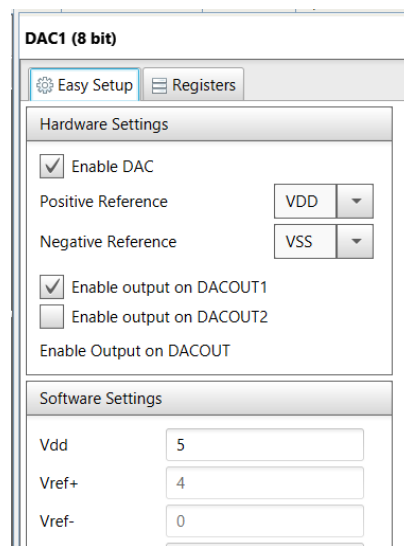 DAC1 (8 bit)
Easy Setup Registers
Hardware Settings
Enable DAC
Positive Reference VDD
Negative Reference VSS
Enable output on DACOUT1
Enable output on DACOUT2
Enable Output on DACOUT
Software Settings
Vdd 5
Vref+ 4
Vref- 0